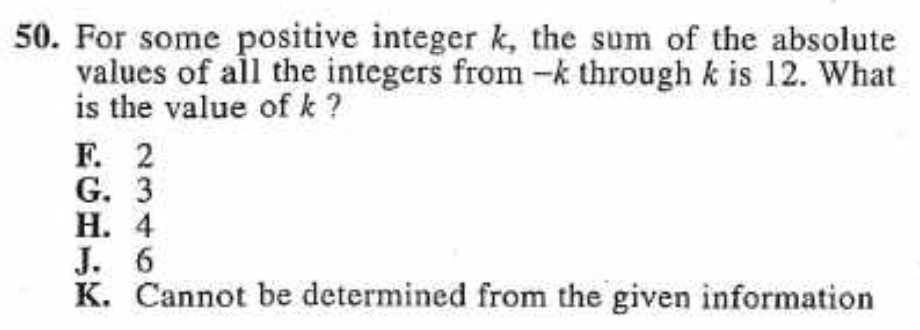 50. For some positive integer k, the sum of the absolute
values of all the integers from –k through k is 12. What
is the value of k ?
F. 2
G. 3
H. 4
J. 6
K. Cannot be determined from the given information